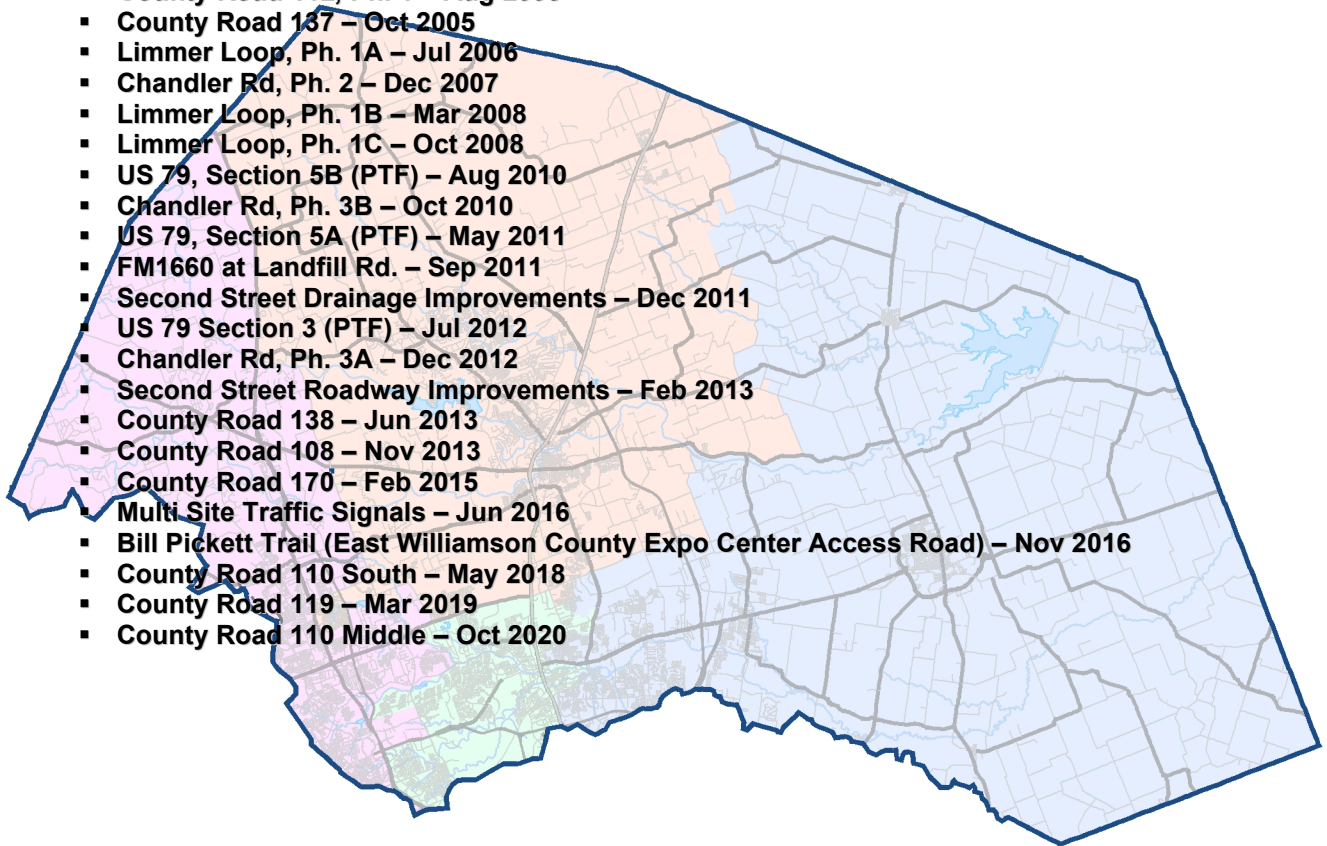 County Road
▪ County Road 137 – Oct 2005
▪ Limmer Loop, Ph. 1A – Jul 2006
▪ Chandler Rd, Ph. 2 – Dec 2007
▪ Limmer Loop, Ph. 1B – Mar 2008
▪ Limmer Loop, Ph. 1C – Oct 2008
▪ US 79, Section 5B (PTF) – Aug 2010
▪ Chandler Rd, Ph. 3B – Oct 2010
▪ US 79, Section 5A (PTF) – May 2011
▪ FM1660 at Landfill Rd. – Sep 2011
▪ Second Street Drainage Improvements – Dec 2011
▪ US 79 Section 3 (PTF) – Jul 2012
▪ Chandler Rd, Ph. 3A – Dec 2012
▪ Second Street Roadway Improvements – Feb 2013
▪ County Road 138 – Jun 2013
▪ County Road 108 – Nov 2013
▪ County Road 170 – Feb 2015
▪ Multi Site Traffic Signals – Jun 2016
▪ Bill Pickett Trail (East Williamson County Expo Center Access Road) – Nov 2016
▪ County Road 110 South – May 2018
▪ County Road 119 – Mar 2019
▪ County Road 110 Middle – Oct 2020